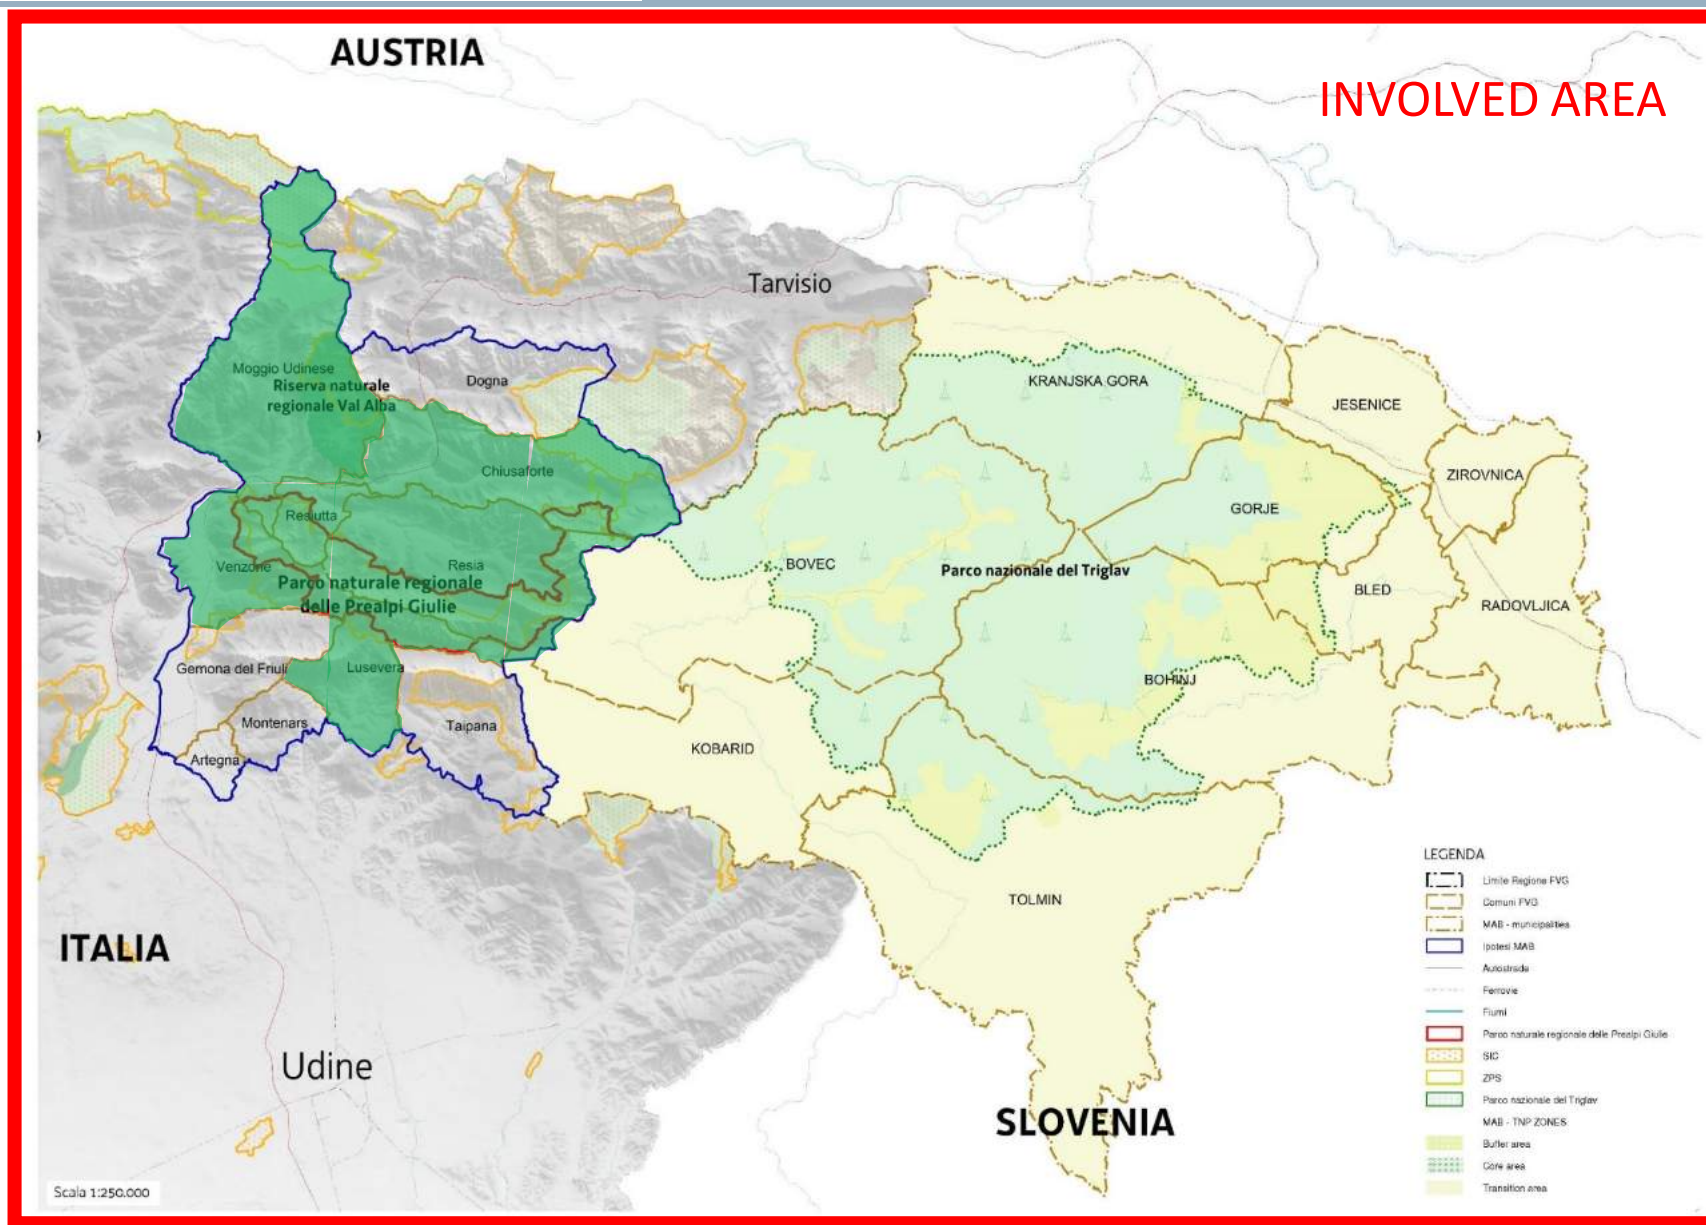 AUSTRIA
INVOLVED AREA
Tarvisio
Moggio Udinese
Riserva naturale
regionale Val Alba
Dogna
KRANJSKA GORA
JESENICE
Chiusaforte
ZIROVNICA
Resiutta
GORJE
Venzone
Resia
BOVEC
Parco nazionale del Triglav
Parco naturale regionale
delle Prealpi Giulie
BLED
RADOVLJICA
Gemona del Friuli
Lusevera
BOHINJ
Montenars
Taipana
KOBARID
Artegna
TOLMIN
ITALIA
Udine
SLOVENIA
LEGENDA
Limite Regione FVG
Comuni FVG
MAB - municipalities
Ipotesi MAB
Autostrade
Ferrovie
Fiumi
Parco naturale regionale delle Prealpi Giulie
SIC
ZPS
Parco nazionale del Triglav
MAB - TNP ZONES
Buffer area
Core area
Transition area
Scala 1:250.000